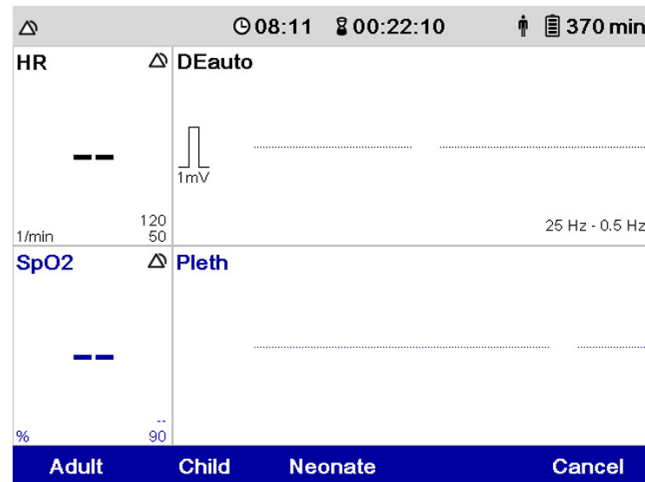 08:11 00:22:10 370 min
HR DEauto
--
1mV
120
1/min 50
25 Hz - 0.5 Hz
SpO2 Pleth
--
--
% 90
Adult Child Neonate Cancel